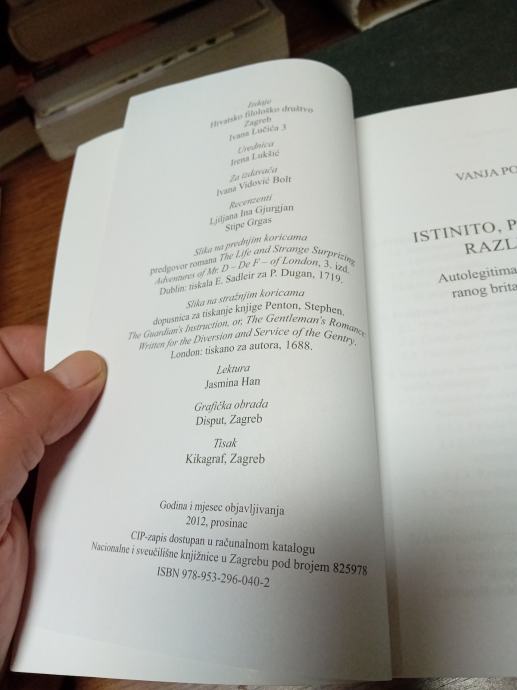 Izdaje
Hrvatsko filološko društvo
Zagreb
Ivana Lučića 3
Urednica
Irena Lukšić
Za izdavača
Ivana Vidović Bolt
Recenzenti
Ljiljana Ina Gjurgjan
Stipe Grgas
Slika na prednjim koricama
predgovor romana The Life and Strange Surprizing
Adventures of Mr. D – De F – of London, 3. izd.
Dublin: tiskala E. Sadleir za P. Dugan, 1719.
Slika na stražnjim koricama
dopusnica za tiskanje knjige Penton, Stephen.
The Guardian's Instruction, or, The Gentleman's Romance
Written for the Diversion and Service of the Gentry.
London: tiskano za autora, 1688.
Lektura
Jasmina Han
Grafička obrada
Disput, Zagreb
Tisak
Kikagraf, Zagreb
Godina i mjesec objavljivanja
2012, prosinac
CIP-zapis dostupan u računalnom katalogu
Nacionalne i sveučilišne knjižnice u Zagrebu pod brojem 825978
ISBN 978-953-296-040-2
VANJA PO
ISTINITO, P
RAZL
Autolegitima
ranog brita